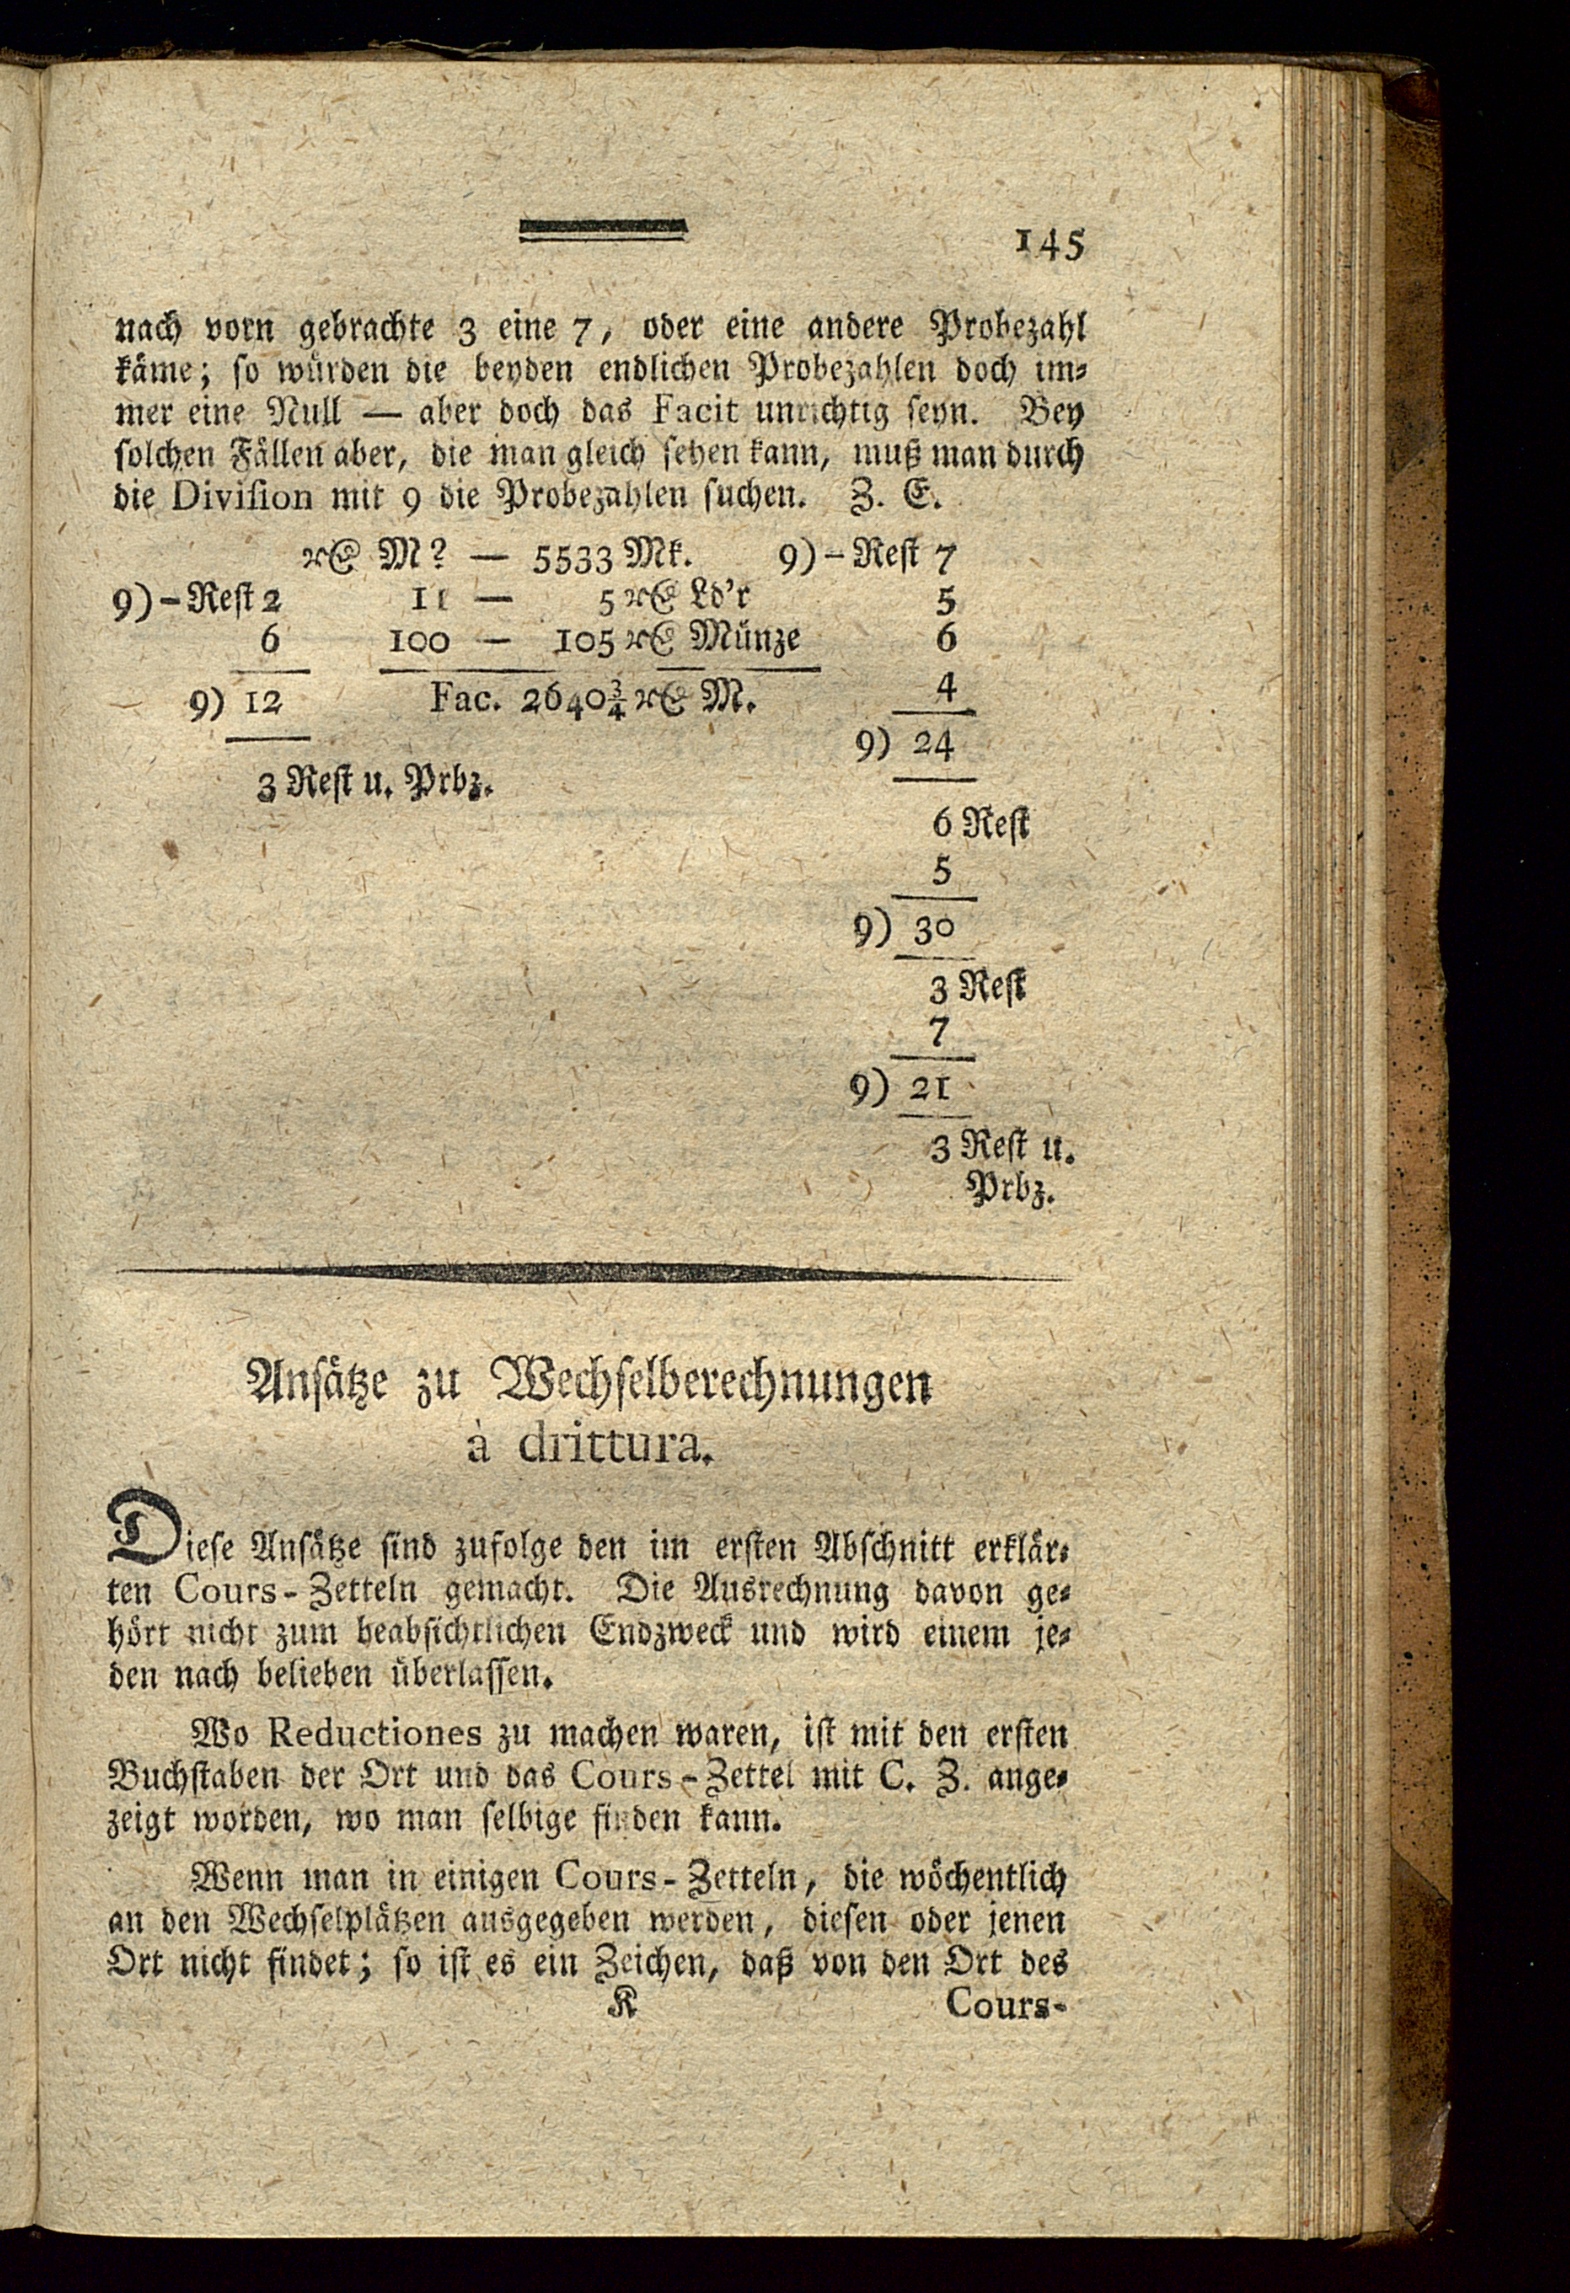 145
nach vorn gebrachte 3 eine 7, oder eine andere Probezahl
käme; so würden die beyden endlichen Probezahlen doch im-
mer eine Null — aber doch das Facit unrichtig seyn. Bey
solchen Fällen aber, die man gleich sehen kann, muß man durch
die Diviſion mit 9 die Probezahlen suchen. Z. E.
M? — 5533 Mk. 9) - Rest 7
9) - Rest 2 11 — 5 Ld'r 5
6 100 — 105 Münze 6
9) 12 Fac. 2640¾ M. 4
9) 24
3 Rest u. Prbz.
6 Rest
5
9) 30
3 Rest
7
9) 21
3 Rest u.
Prbz.
Ansätze zu Wechselberechnungen
à drittura.
Diese Ansätze sind zufolge den im ersten Abschnitt erklär-
ten Cours-Zetteln gemacht. Die Ausrechnung davon ge-
hört nicht zum beabsichtlichen Endzweck und wird einem je-
den nach belieben überlassen.
Wo Reductiones zu machen waren, ist mit den ersten
Buchstaben der Ort und das Cours-Zettel mit C. Z. ange-
zeigt worden, wo man selbige finden kann.
Wenn man in einigen Cours-Zetteln, die wöchentlich
an den Wechselplätzen ausgegeben werden, diesen oder jenen
Ort nicht findet; so ist es ein Zeichen, daß von den Ort des
K Cours-